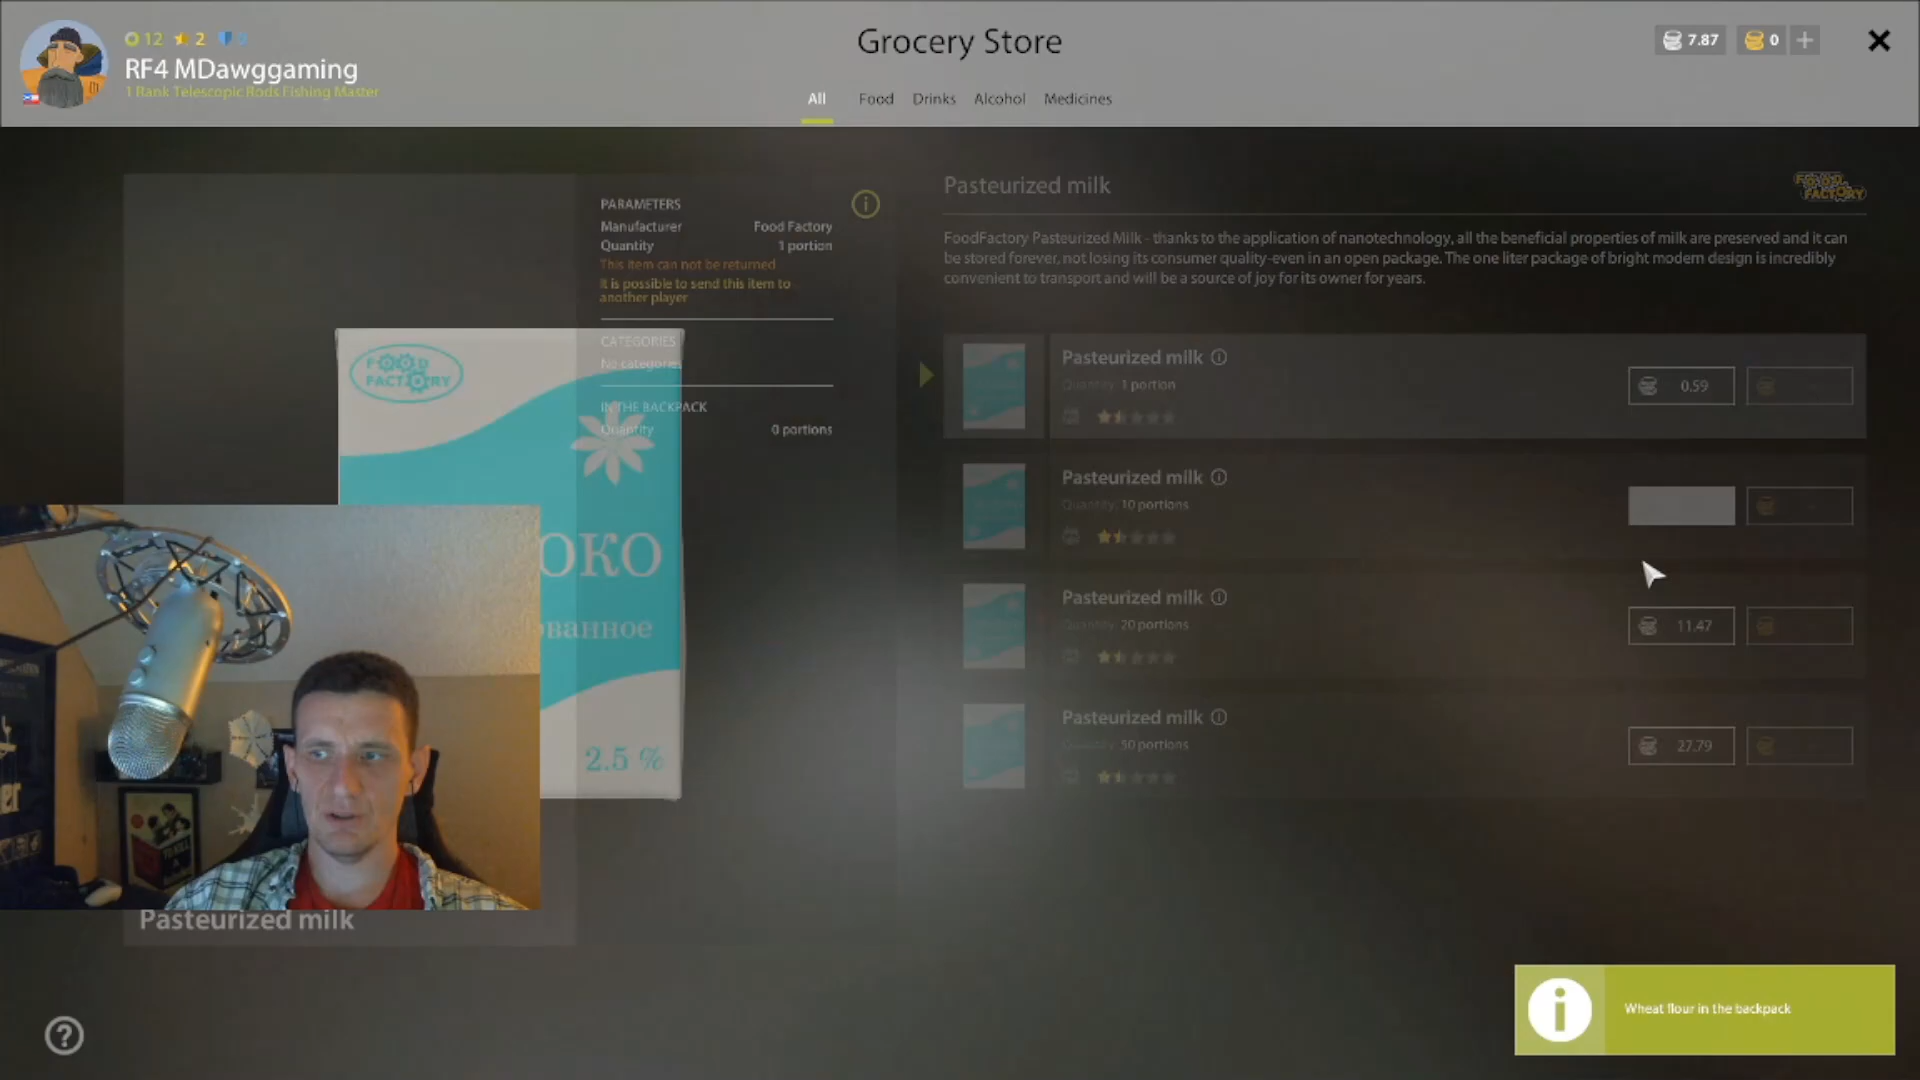 12 2 3
RF4 MDawggaming
1 Rank Telescopic Rods Fishing Master
Grocery Store
7.87 0
All Food Drinks Alcohol Medicines
PARAMETERS
Manufacturer Food Factory
Quantity 1 portion
This item can not be returned
It is possible to send this item to
another player
CATEGORIES
No categories
IN THE BACKPACK
Quantity 0 portions
FOOD
FACTORY
ОКО
ованное
2.5 %
Pasteurized milk
Pasteurized milk
FOOD
FACTORY
FoodFactory Pasteurized Milk - thanks to the application of nanotechnology, all the beneficial properties of milk are preserved and it can
be stored forever, not losing its consumer quality-even in an open package. The one liter package of bright modern design is incredibly
convenient to transport and will be a source of joy for its owner for years.
Pasteurized milk
Quantity: 1 portion
0.59
Pasteurized milk
Quantity: 10 portions
Pasteurized milk
Quantity: 20 portions
11.47
Pasteurized milk
Quantity: 50 portions
27.79
Wheat flour in the backpack